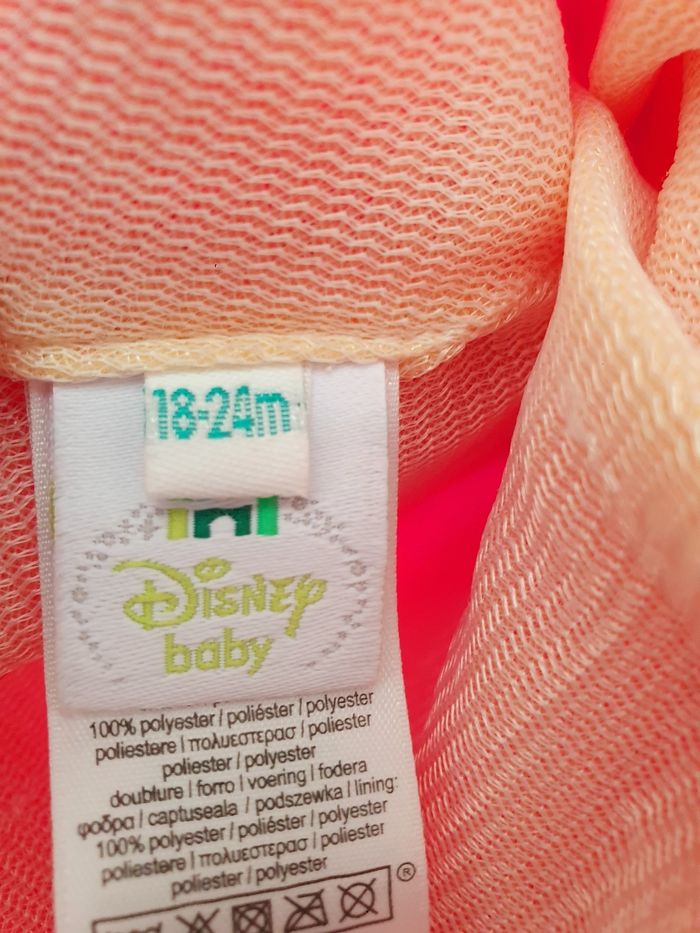 18-24m
Disney
baby
100% polyester / poliéster / polyester
poliestere | πολυεστερασ / poliester
poliester / polyester
doublure / forro | voering | fodera
φοδρα / captuseala / podszewka | lining:
100% polyester / poliéster / polyester
poliestere | πολυεστερασ / poliester
poliester / polyester
®